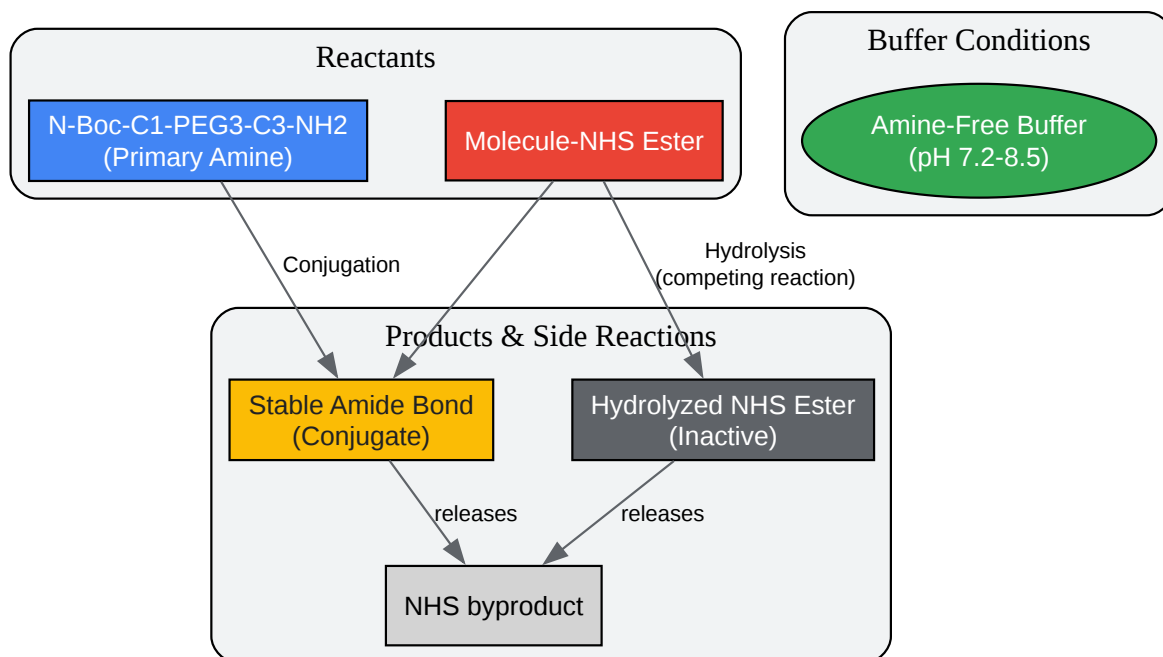 Reactants
N-Boc-C1-PEG3-C3-NH2
(Primary Amine)
Molecule-NHS Ester
Buffer Conditions
Amine-Free Buffer
(pH 7.2-8.5)
Conjugation
Hydrolysis
(competing reaction)
Products & Side Reactions
Stable Amide Bond
(Conjugate)
Hydrolyzed NHS Ester
(Inactive)
releases
releases
NHS byproduct